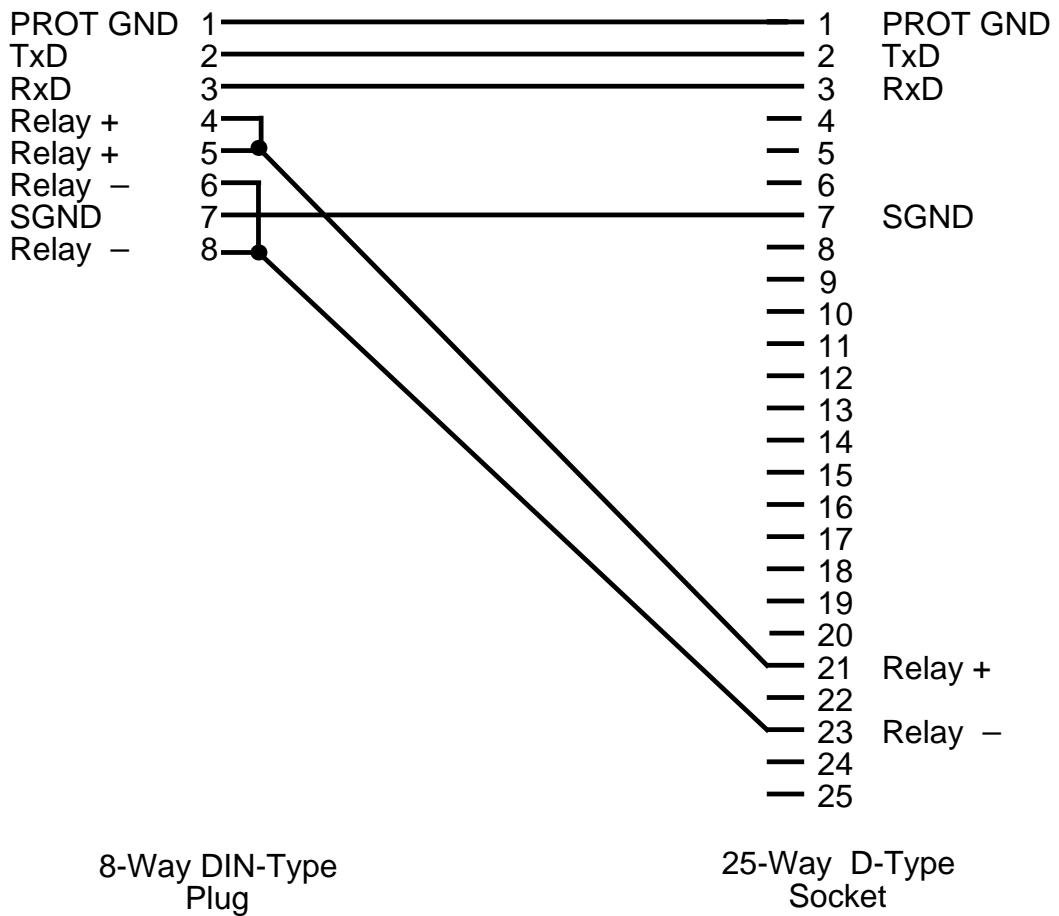 PROT GND 1 1 PROT GND
TxD 2 2 TxD
RxD 3 3 RxD
Relay + 4 4
Relay + 5 5
Relay – 6 6
SGND 7 7 SGND
Relay – 8 8
9
10
11
12
13
14
15
16
17
18
19
20
21 Relay +
22
23 Relay –
24
25
8-Way DIN-Type
Plug
25-Way D-Type
Socket